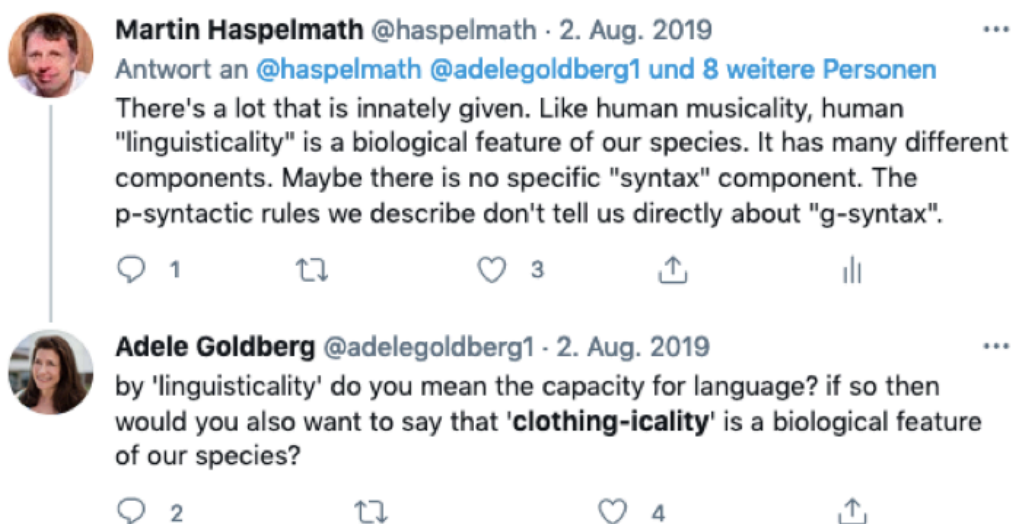 Martin Haspelmath @haspelmath · 2. Aug. 2019
Antwort an @haspelmath @adelegoldberg1 und 8 weitere Personen
There's a lot that is innately given. Like human musicality, human
"linguisticality" is a biological feature of our species. It has many different
components. Maybe there is no specific "syntax" component. The
p-syntactic rules we describe don't tell us directly about "g-syntax".
1 3
Adele Goldberg @adelegoldberg1 · 2. Aug. 2019
by 'linguisticality' do you mean the capacity for language? if so then
would you also want to say that 'clothing-icality' is a biological feature
of our species?
2 4